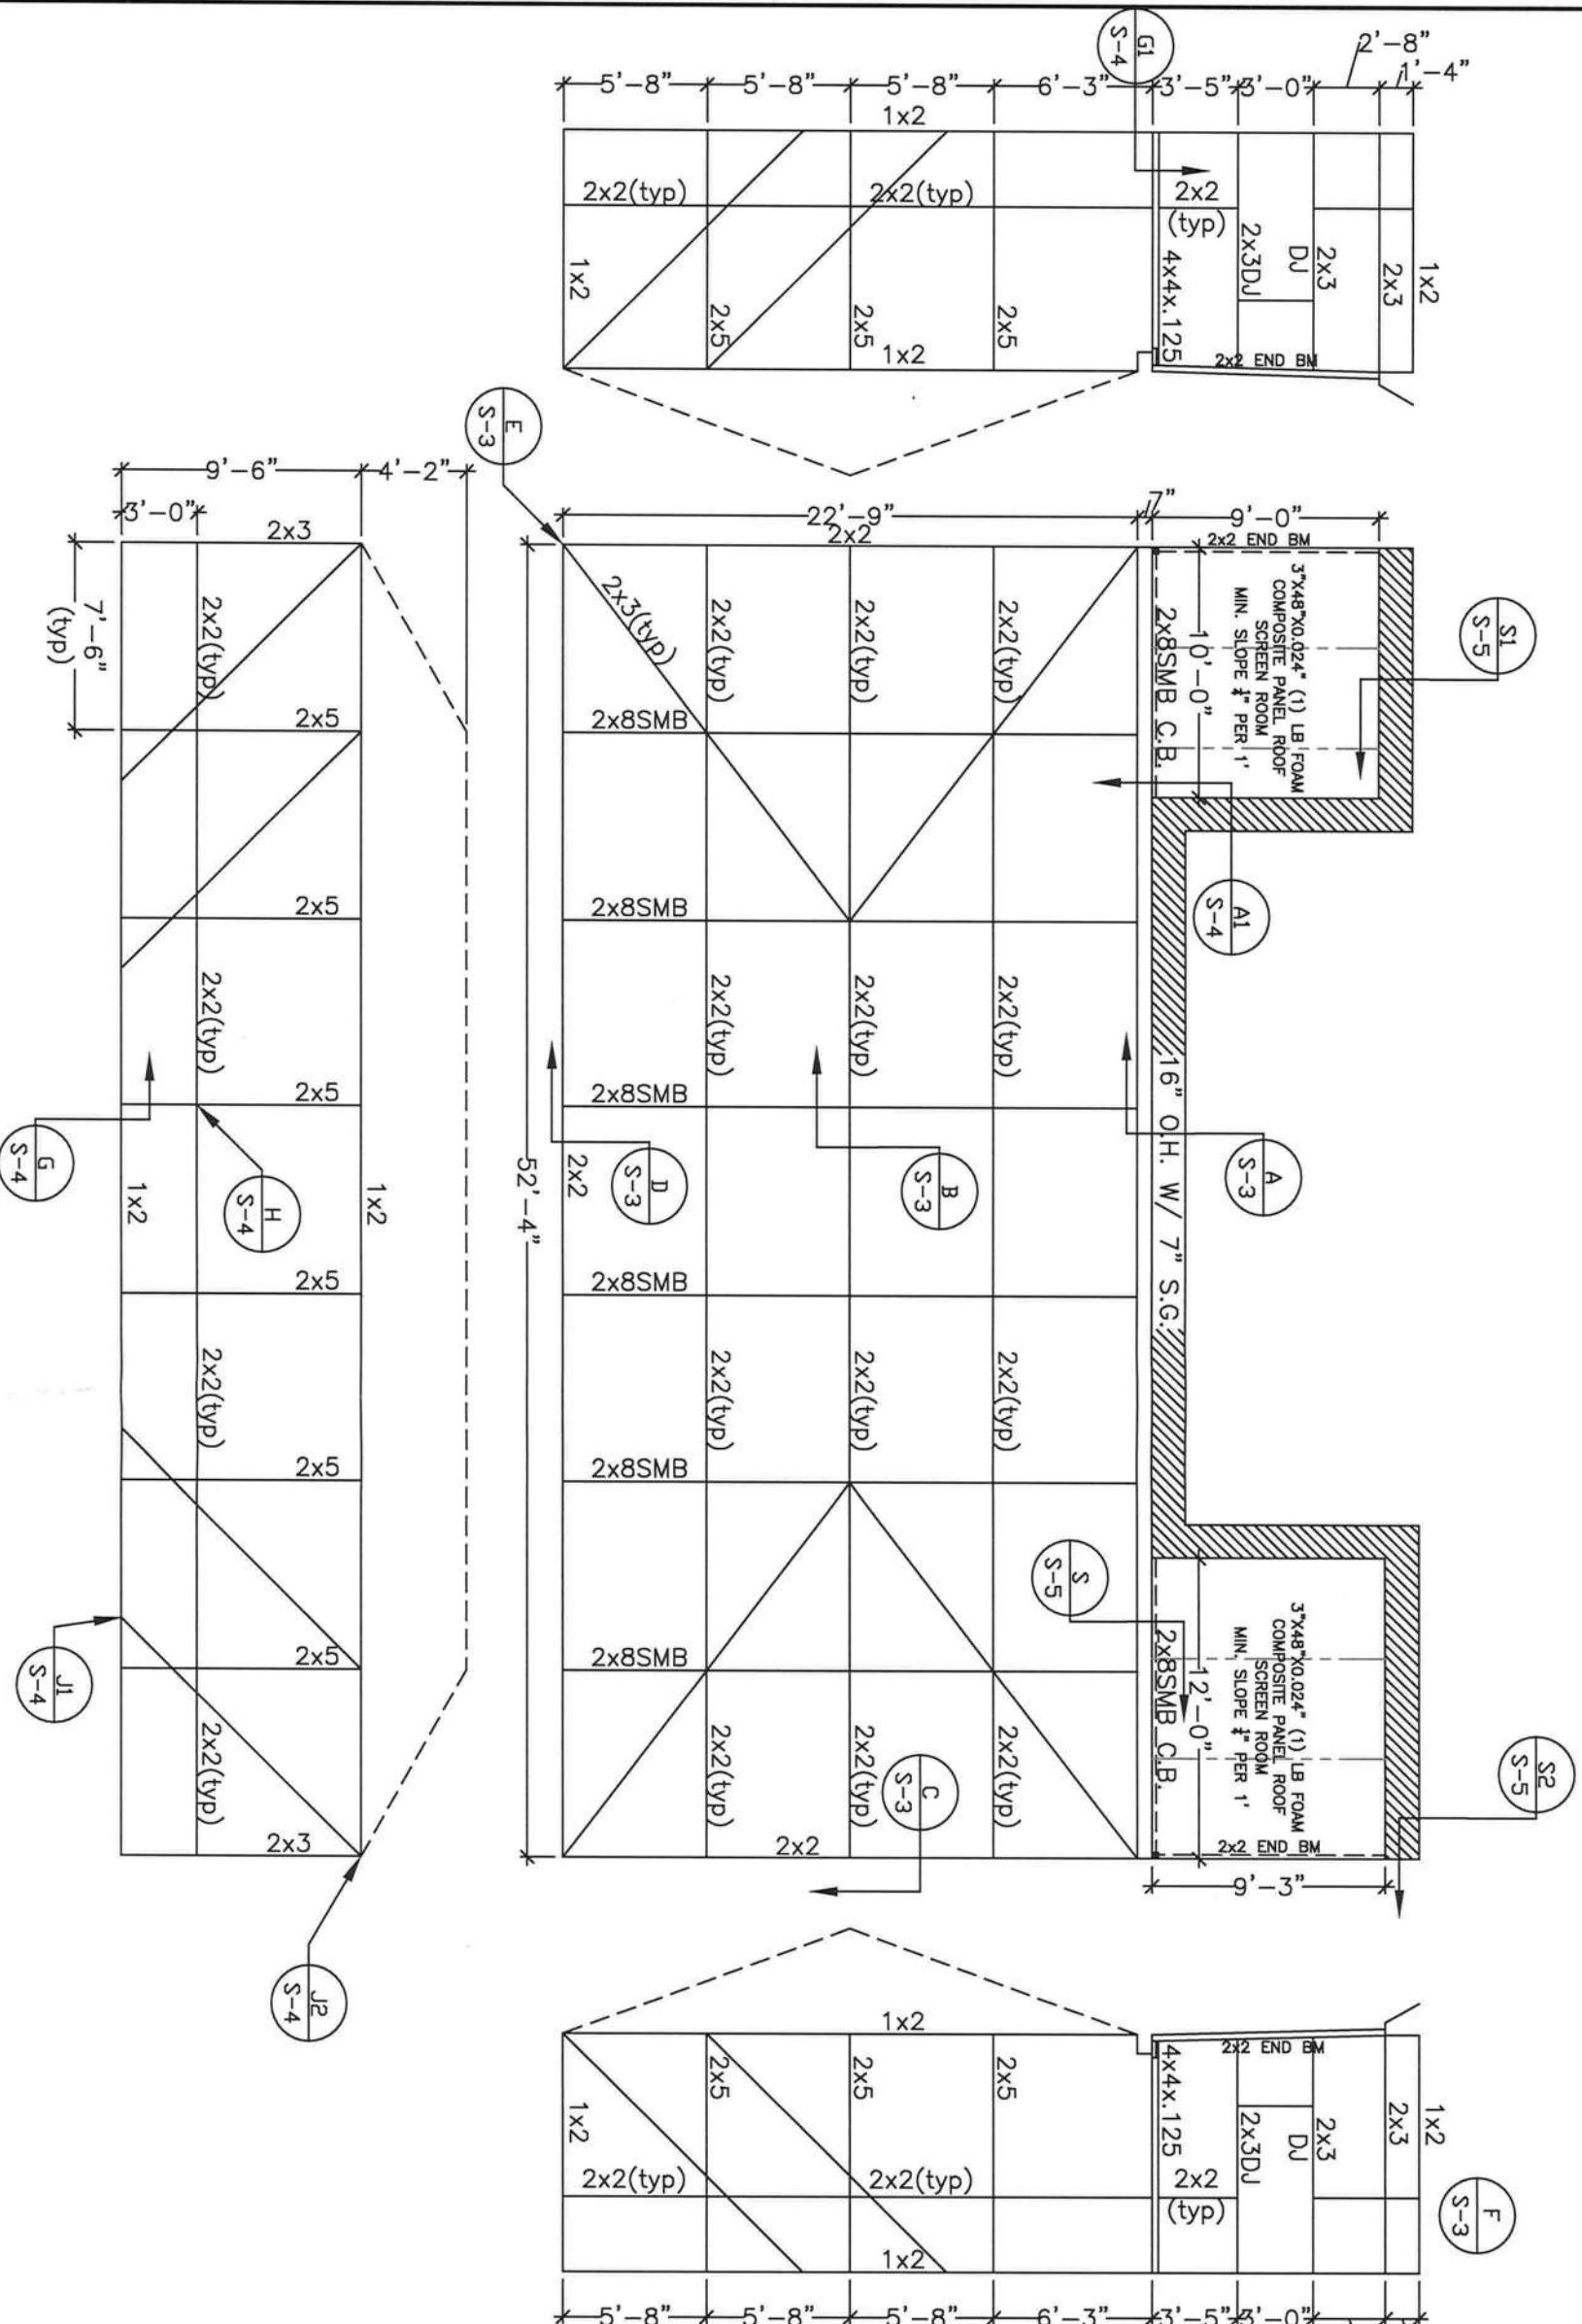 G1
S-4
2'-8"
1'-4"
5'-8"
5'-8"
5'-8"
6'-3"
3'-5"
3'-0"
1x2
2x2(typ)
2x2(typ)
2x2
(typ)
1x2
2x5
2x5
2x5
1x2
4x4x.125
2x3DJ
2x3
DJ
2x3
1x2
2x2 END BM
E
S-3
9'-6"
4'-2"
3'-0"
2x3
7'-6"
(typ)
2x2(typ)
2x5
2x5
2x2(typ)
2x5
G
S-4
H
S-4
1x2
1x2
2x5
2x2(typ)
2x5
2x5
J1
S-4
2x2(typ)
2x3
J2
S-4
22'-9"
7"
9'-0"
2x2
2x2 END BM
2x3(typ)
2x2(typ)
2x2(typ)
2x2(typ)
2x8SMB
10'-0"
2x8SMB C.B.
3"X48"X0.024" (1) LB FOAM
COMPOSITE PANEL ROOF
SCREEN ROOM
MIN. SLOPE ¼" PER 1'
S1
S-5
A1
S-4
2x8SMB
2x2(typ)
2x2(typ)
2x2(typ)
2x8SMB
16" O.H. W/ 7" S.G.
A
S-3
B
S-3
D
S-3
2x2
52'-4"
2x8SMB
2x2(typ)
2x2(typ)
2x2(typ)
2x8SMB
S
S-5
2x8SMB
12'-0"
2x8SMB C.B.
3"X48"X0.024" (1) LB FOAM
COMPOSITE PANEL ROOF
SCREEN ROOM
MIN. SLOPE ¼" PER 1'
S2
S-5
2x2(typ)
2x2(typ)
2x2(typ)
C
S-3
2x2
2x2 END BM
9'-3"
1x2
2x2 END BM
2x5
2x5
2x5
4x4x.125
2x3DJ
DJ
2x3
2x3
1x2
1x2
2x2(typ)
2x2(typ)
2x2
(typ)
F
S-3
1x2
5'-8"
5'-8"
5'-8"
6'-3"
3'-5"
3'-0"